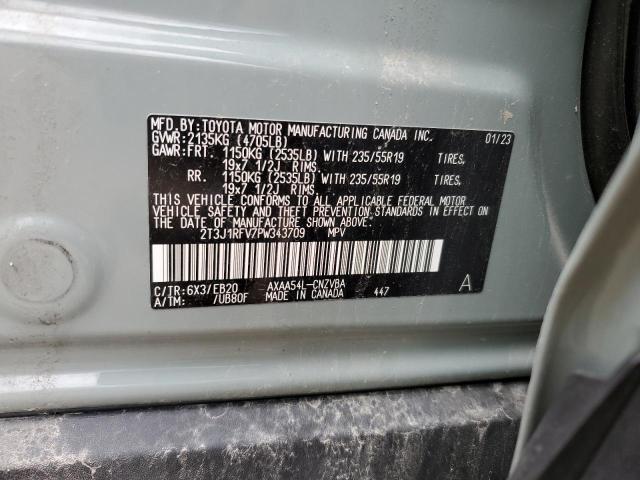 MFD. BY: TOYOTA MOTOR MANUFACTURING CANADA INC. 01/23
GVWR: 2135KG (4705LB)
GAWR: FRT. 1150KG (2535LB) WITH 235/55R19 TIRES,
19x7 1/2J RIMS.
RR. 1150KG (2535LB) WITH 235/55R19 TIRES,
19x7 1/2J RIMS.
THIS VEHICLE CONFORMS TO ALL APPLICABLE FEDERAL MOTOR
VEHICLE SAFETY AND THEFT PREVENTION STANDARDS IN EFFECT ON
THE DATE OF MANUFACTURE SHOWN ABOVE.
2T3J1RFV7PW343709 MPV
C/TR: 6X3/EB20 AXAA54L-CNZVBA A
A/TM: /UB80F MADE IN CANADA 447